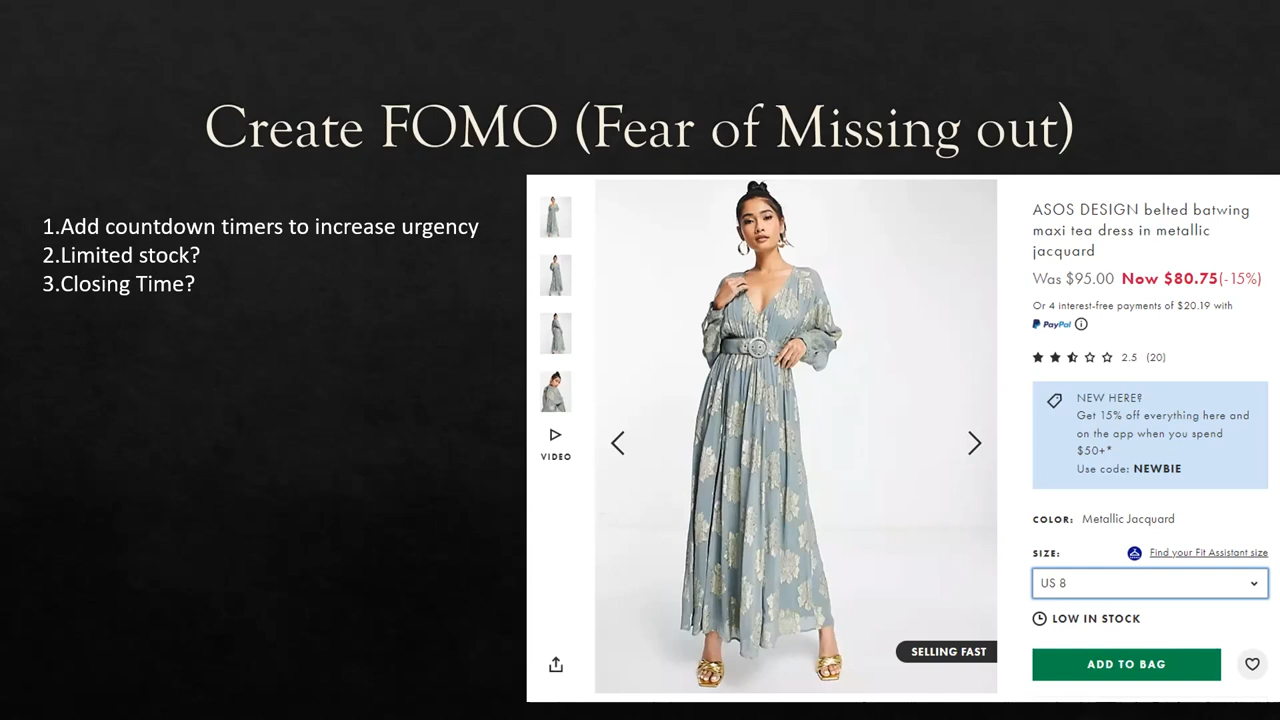 Create FOMO (Fear of Missing out)
1.Add countdown timers to increase urgency
2.Limited stock?
3.Closing Time?
VIDEO
SELLING FAST
ASOS DESIGN belted batwing
maxi tea dress in metallic
jacquard
Was $95.00 Now $80.75(-15%)
Or 4 interest-free payments of $20.19 with
PayPal
2.5 (20)
NEW HERE?
Get 15% off everything here and
on the app when you spend
$50+*
Use code: NEWBIE
COLOR: Metallic Jacquard
SIZE: Find your Fit Assistant size
US 8
LOW IN STOCK
ADD TO BAG